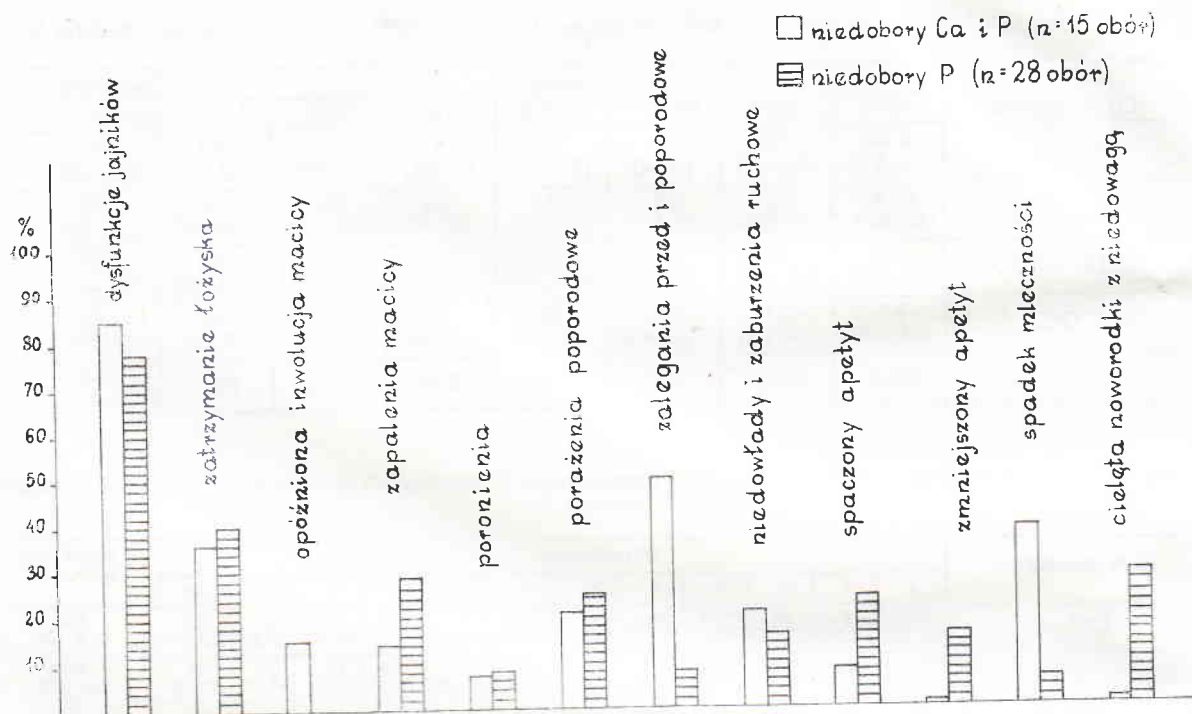 niedobory Ca i P (n=15 obór)
niedobory P (n=28 obór)
%
100
90
80
70
60
50
40
30
20
10
dysfunkcje jajników
zatrzymanie łożyska
opóźniona inwolucja macicy
zapalenia macicy
poronienia
porażenia poporodowe
zalegania przed i poporodowe
niedowłady i zaburzenia ruchowe
spaczony apetyt
zmniejszony apetyt
spadek mleczności
cielęta noworodki z niedowagą